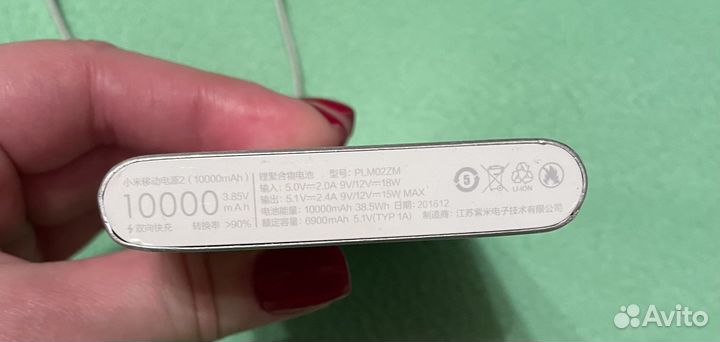 小米移动电源2 (10000mAh)
10000 3.85V mAh
⚡双向快充 转换率 >90%
锂聚合物电池 型号: PLM02ZM
输入: 5.0V⎓2.0A 9V/12V⎓18W
输出: 5.1V⎓2.4A 9V/12V⎓15W MAX
电池能量: 10000mAh 38.5Wh 日期: 201612
额定容量: 6900mAh 5.1V(TYP 1A) 制造商: 江苏紫米电子技术有限公司
5
LI-ION
Avito